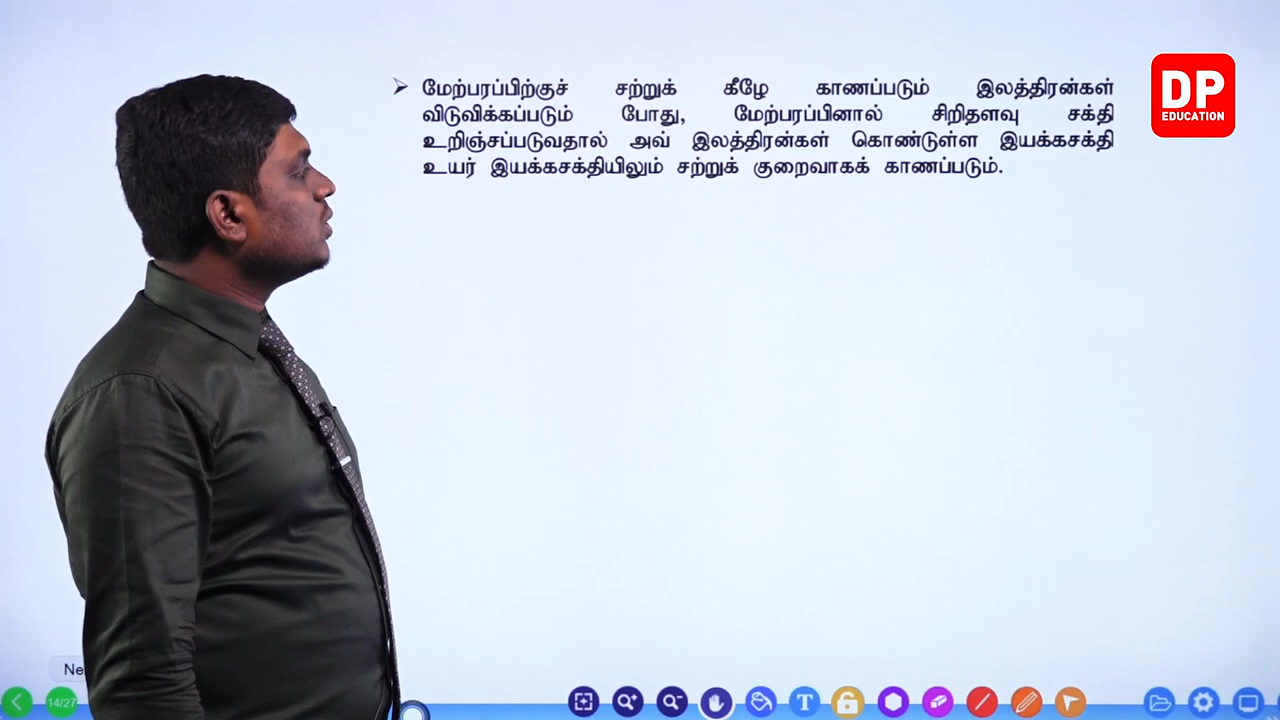 மேற்பரப்பிற்குச் சற்றுக் கீழே காணப்படும் இலத்திரன்கள்
விடுவிக்கப்படும் போது, மேற்பரப்பினால் சிறிதளவு சக்தி
உறிஞ்சப்படுவதால் அவ் இலத்திரன்கள் கொண்டுள்ள இயக்கசக்தி
உயர் இயக்கசக்தியிலும் சற்றுக் குறைவாகக் காணப்படும்.
DP
EDUCATION
14/27
T